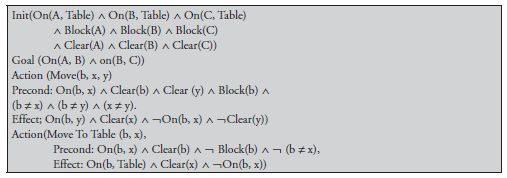 Init(On(A, Table) ∧ On(B, Table) ∧ On(C, Table)
∧ Block(A) ∧ Block(B) ∧ Block(C)
∧ Clear(A) ∧ Clear(B) ∧ Clear(C))
Goal (On(A, B) ∧ on(B, C))
Action (Move(b, x, y)
Precond: On(b, x) ∧ Clear(b) ∧ Clear (y) ∧ Block(b) ∧
(b ≠ x) ∧ (b ≠ y) ∧ (x ≠ y).
Effect; On(b, y) ∧ Clear(x) ∧ ¬On(b, x) ∧ ¬Clear(y))
Action(Move To Table (b, x),
Precond: On(b, x) ∧ Clear(b) ∧ ¬ Block(b) ∧ ¬ (b ≠ x),
Effect: On(b, Table) ∧ Clear(x) ∧ ¬On(b, x))